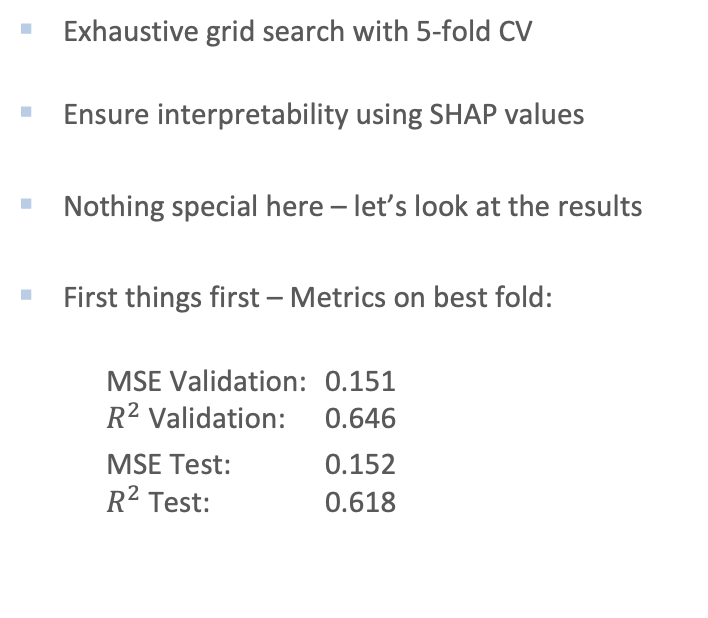 Exhaustive grid search with 5-fold CV
Ensure interpretability using SHAP values
Nothing special here – let’s look at the results
First things first – Metrics on best fold:
MSE Validation: 0.151
R² Validation: 0.646
MSE Test: 0.152
R² Test: 0.618